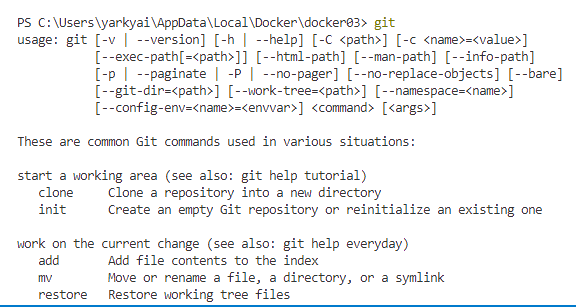 PS C:\Users\yarkyai\AppData\Local\Docker\docker03> git
usage: git [-v | --version] [-h | --help] [-C <path>] [-c <name>=<value>]
           [--exec-path[=<path>]] [--html-path] [--man-path] [--info-path]
           [-p | --paginate | -P | --no-pager] [--no-replace-objects] [--bare]
           [--git-dir=<path>] [--work-tree=<path>] [--namespace=<name>]
           [--config-env=<name>=<envvar>] <command> [<args>]

These are common Git commands used in various situations:

start a working area (see also: git help tutorial)
   clone     Clone a repository into a new directory
   init      Create an empty Git repository or reinitialize an existing one

work on the current change (see also: git help everyday)
   add       Add file contents to the index
   mv        Move or rename a file, a directory, or a symlink
   restore   Restore working tree files